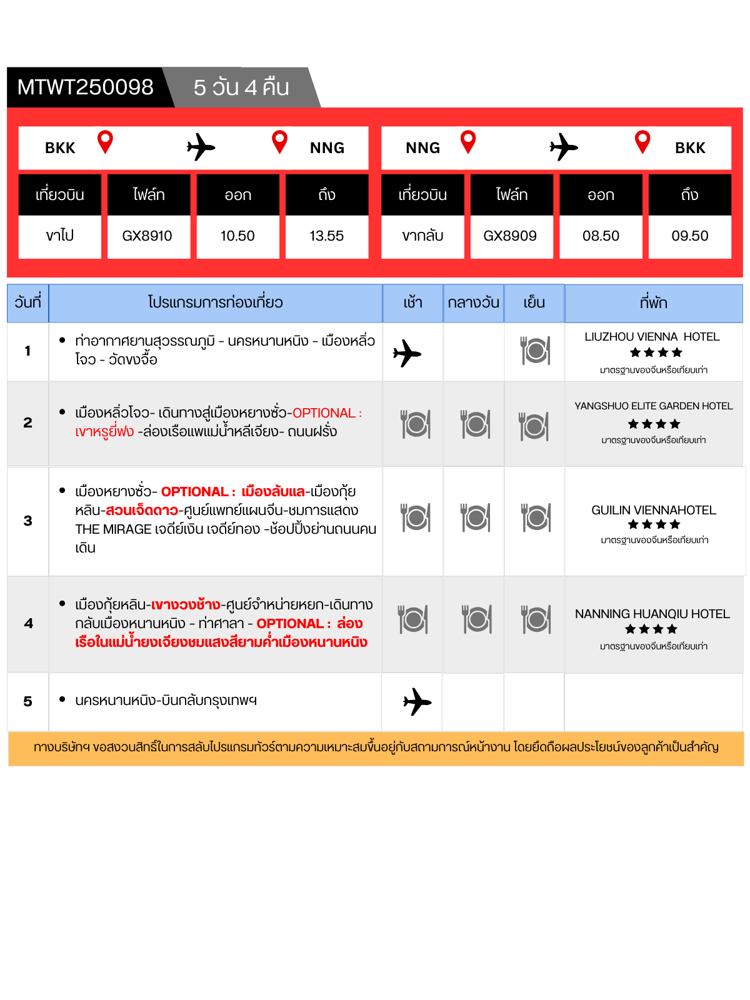 MTWT250098
5 วัน 4 คืน
BKK NNG
NNG BKK
เที่ยวบิน ไฟล์ท ออก ถึง
เที่ยวบิน ไฟล์ท ออก ถึง
ขาไป GX8910 10.50 13.55
ขากลับ GX8909 08.50 09.50
วันที่ โปรแกรมการท่องเที่ยว เช้า กลางวัน เย็น ที่พัก
1
ท่าอากาศยานสุวรรณภูมิ - นครหนานหนิง - เมืองหลิ่ว
โจว - วัดขงจื้อ
LIUZHOU VIENNA HOTEL
มาตรฐานของจีนหรือเทียบเท่า
2
เมืองหลิ่วโจว- เดินทางสู่เมืองหยางซั่ว-OPTIONAL :
เขาหรูยี่ฟง -ล่องเรือแพแม่น้ำหลีเจียง- ถนนฝรั่ง
YANGSHUO ELITE GARDEN HOTEL
มาตรฐานของจีนหรือเทียบเท่า
3
เมืองหยางซั่ว- OPTIONAL : เมืองลับแล-เมืองกุ้ย
หลิน-สวนเจ็ดดาว-ศูนย์แพทย์แผนจีน-ชมการแสดง
THE MIRAGE เจดีย์เงิน เจดีย์ทอง -ช้อปปิ้งย่านถนนคน
เดิน
GUILIN VIENNAHOTEL
มาตรฐานของจีนหรือเทียบเท่า
4
เมืองกุ้ยหลิน-เขางวงช้าง-ศูนย์จำหน่ายหยก-เดินทาง
กลับเมืองหนานหนิง - ท่าศาลา - OPTIONAL : ล่อง
เรือในแม่น้ำยงเจียงชมแสงสียามค่ำเมืองหนานหนิง
NANNING HUANQIU HOTEL
มาตรฐานของจีนหรือเทียบเท่า
5
นครหนานหนิง-บินกลับกรุงเทพฯ
ทางบริษัทฯ ขอสงวนสิทธิ์ในการสลับโปรแกรมทัวร์ตามความเหมาะสมขึ้นอยู่กับสถานการณ์หน้างาน โดยยึดถือผลประโยชน์ของลูกค้าเป็นสำคัญ